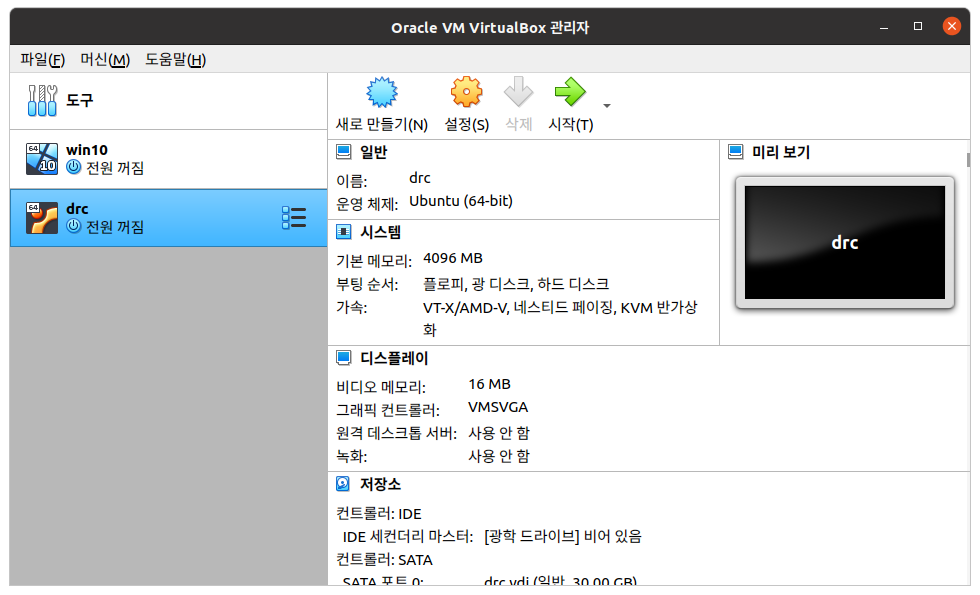 Oracle VM VirtualBox 관리자
파일(F) 머신(M) 도움말(H)
도구
새로 만들기(N) 설정(S) 삭제 시작(T)
64
10
win10
전원 꺼짐
64
drc
전원 꺼짐
일반
이름: drc
운영 체제: Ubuntu (64-bit)
미리 보기
drc
시스템
기본 메모리: 4096 MB
부팅 순서: 플로피, 광 디스크, 하드 디스크
가속: VT-X/AMD-V, 네스티드 페이징, KVM 반가상
화
디스플레이
비디오 메모리: 16 MB
그래픽 컨트롤러: VMSVGA
원격 데스크톱 서버: 사용 안 함
녹화: 사용 안 함
저장소
컨트롤러: IDE
IDE 세컨더리 마스터: [광학 드라이브] 비어 있음
컨트롤러: SATA
SATA 포트 0: drc.vdi (일반, 30.00 GB)